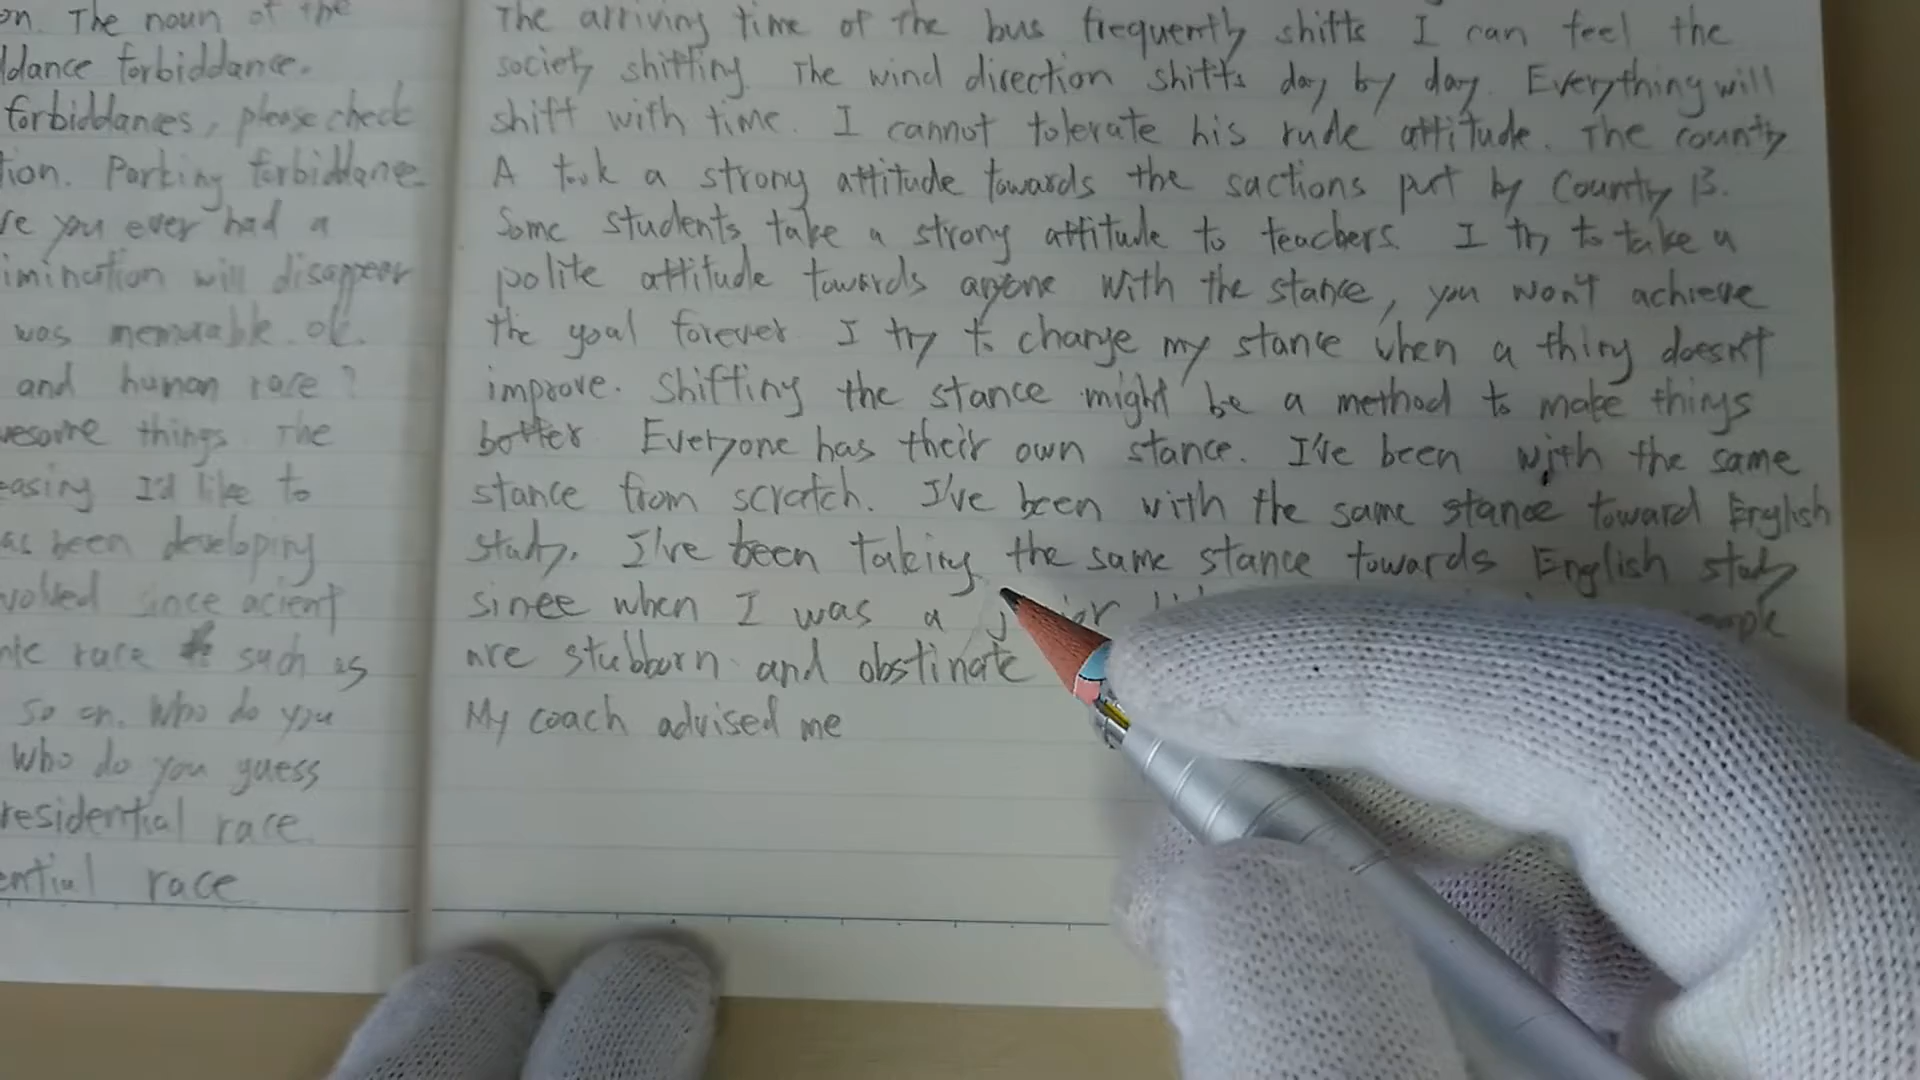 on. The noun of the
ddance forbiddance.
forbiddances, please check
tion. Parking forbiddance
ve you ever had a
imination will disappear
was memorable. ok.
and human race?
wesome things. The
easing I'd like to
as been developing
volved since acient
nic race such as
so on. Who do you
Who do you guess
residential race.
ential race
The arriving time of the bus frequently shifts I can feel the
society shifting. The wind direction shifts day by day. Everything will
shift with time. I cannot tolerate his rude attitude. The county
A took a strong attitude towards the sactions put by County B.
Some students take a strong attitude to teachers. I try to take a
polite attitude towards anyone With the stance, you won't achieve
the goal forever I try to change my stance when a thing doesn't
improve. Shifting the stance might be a method to make things
better Everyone has their own stance. I've been with the same
stance from scratch. I've been with the same stance toward English
study. I've been taking the same stance towards English study
since when I was a
are stubborn and obstinate
My coach advised me